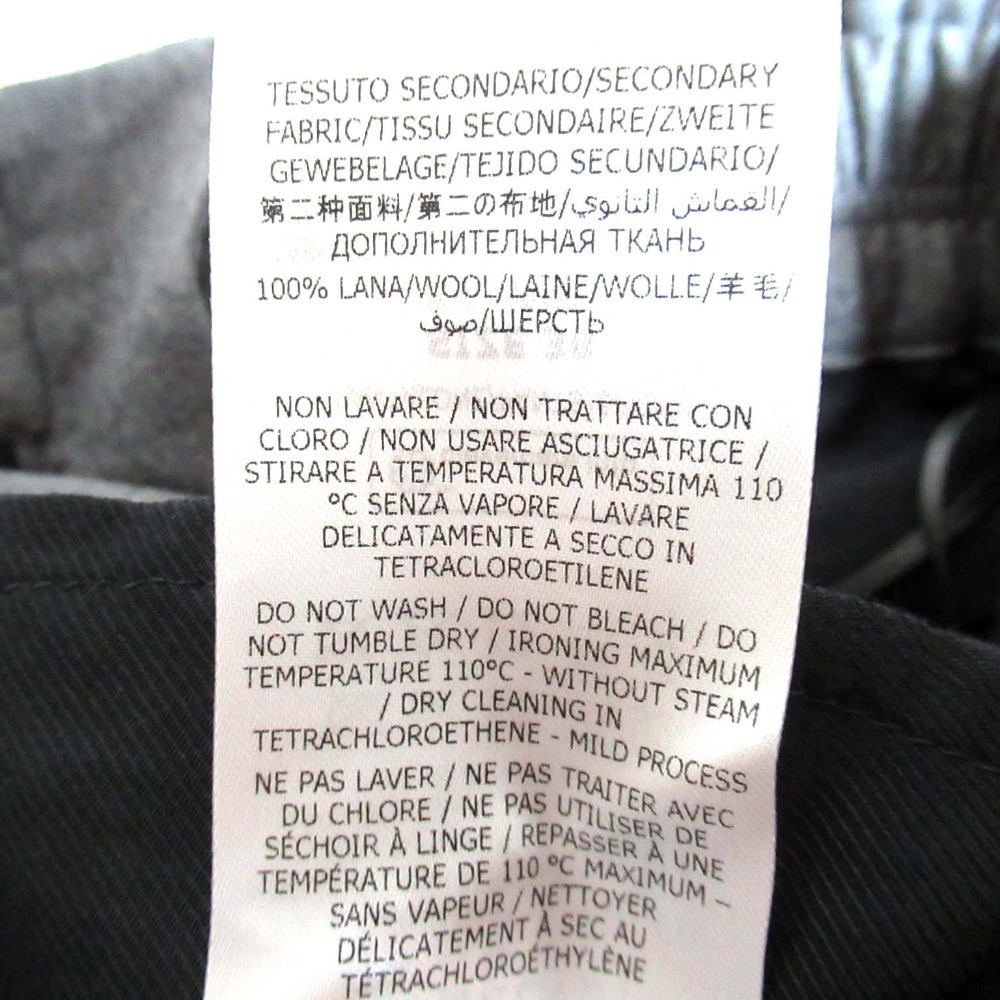 TESSUTO SECONDARIO/SECONDARY
FABRIC/TISSU SECONDAIRE/ZWEITE
GEWEBELAGE/TEJIDO SECUNDARIO/
第二种面料/第二の布地/القماش الثانوي/
ДОПОЛНИТЕЛЬНАЯ ТКАНЬ
100% LANA/WOOL/LAINE/WOLLE/羊毛/
صوف/ШЕРСТЬ
NON LAVARE / NON TRATTARE CON
CLORO / NON USARE ASCIUGATRICE /
STIRARE A TEMPERATURA MASSIMA 110
°C SENZA VAPORE / LAVARE
DELICATAMENTE A SECCO IN
TETRACLOROETILENE
DO NOT WASH / DO NOT BLEACH / DO
NOT TUMBLE DRY / IRONING MAXIMUM
TEMPERATURE 110°C - WITHOUT STEAM
/ DRY CLEANING IN
TETRACHLOROETHENE - MILD PROCESS
NE PAS LAVER / NE PAS TRAITER AVEC
DU CHLORE / NE PAS UTILISER DE
SÉCHOIR À LINGE / REPASSER À UNE
TEMPÉRATURE DE 110 °C MAXIMUM –
SANS VAPEUR / NETTOYER
DÉLICATEMENT À SEC AU
TÉTRACHLOROÉTHYLÈNE